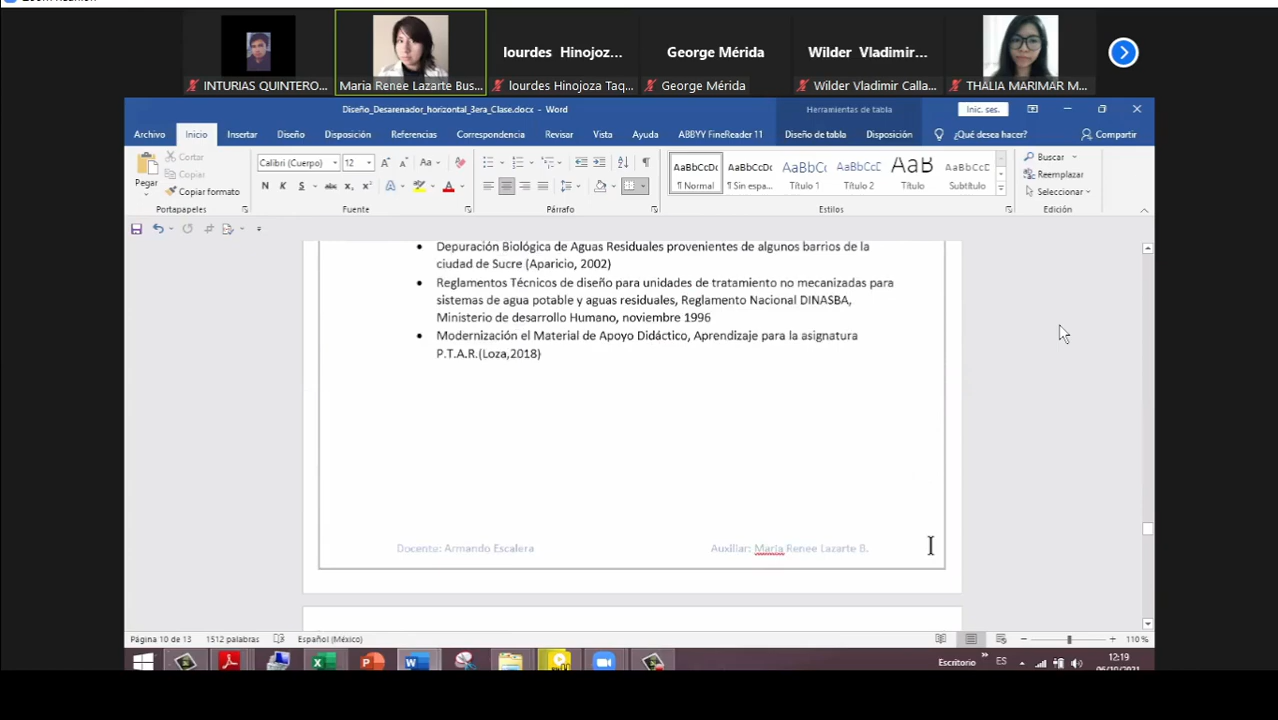 Zoom Reunión
lourdes Hinojoz...
George Mérida
Wilder Vladimir...
INTURIAS QUINTERO...
Maria Renee Lazarte Bus...
lourdes Hinojoza Taq...
George Mérida
Wilder Vladimir Calla...
THALIA MARIMAR M...
Diseño_Desarenador_horizontal_3era_Clase.docx - Word
Herramientas de tabla
Inic. ses.
Archivo Inicio Insertar Diseño Disposición Referencias Correspondencia Revisar Vista Ayuda ABBYY FineReader 11 Diseño de tabla Disposición ¿Qué desea hacer? Compartir
Pegar
Cortar
Copiar
Copiar formato
Portapapeles
Calibri (Cuerpo) 12
Fuente
Párrafo
AaBbCcDc AaBbCcDc AaBbC( AaBbCcD AaB AaBbCcD
¶ Normal ¶ Sin espa... Título 1 Título 2 Título Subtítulo
Estilos
Buscar
Reemplazar
Seleccionar
Edición
• Depuración Biológica de Aguas Residuales provenientes de algunos barrios de la
ciudad de Sucre (Aparicio, 2002)
• Reglamentos Técnicos de diseño para unidades de tratamiento no mecanizadas para
sistemas de agua potable y aguas residuales, Reglamento Nacional DINASBA,
Ministerio de desarrollo Humano, noviembre 1996
• Modernización el Material de Apoyo Didáctico, Aprendizaje para la asignatura
P.T.A.R.(Loza,2018)
Docente: Armando Escalera Auxiliar: Maria Renee Lazarte B.
Página 10 de 13 1512 palabras Español (México) 110 %
Escritorio ES 12:19
06/10/2021